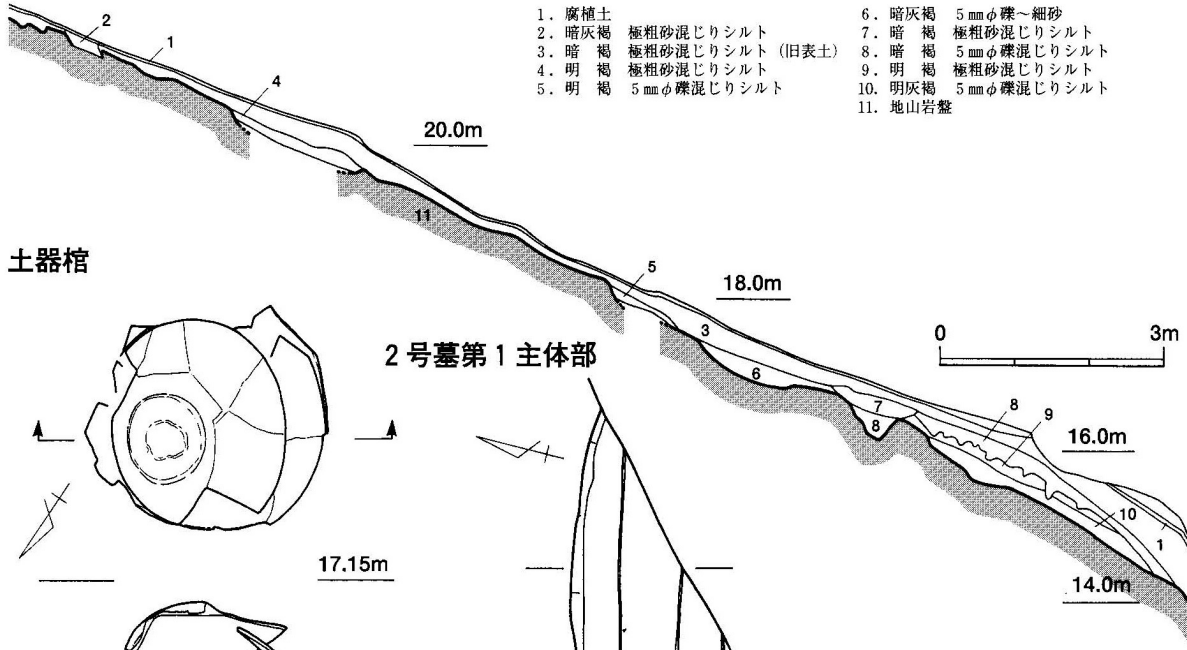 1. 腐植土
2. 暗灰褐 極粗砂混じりシルト
3. 暗 褐 極粗砂混じりシルト（旧表土）
4. 明 褐 極粗砂混じりシルト
5. 明 褐 5㎜φ礫混じりシルト
6. 暗灰褐 5㎜φ礫～細砂
7. 暗 褐 極粗砂混じりシルト
8. 暗 褐 5㎜φ礫混じりシルト
9. 明 褐 極粗砂混じりシルト
10. 明灰褐 5㎜φ礫混じりシルト
11. 地山岩盤
2
1
4
20.0m
11
土器棺
5
18.0m
0 3m
3
2号墓第1主体部
6
7
8
8
9
16.0m
10
1
17.15m
14.0m